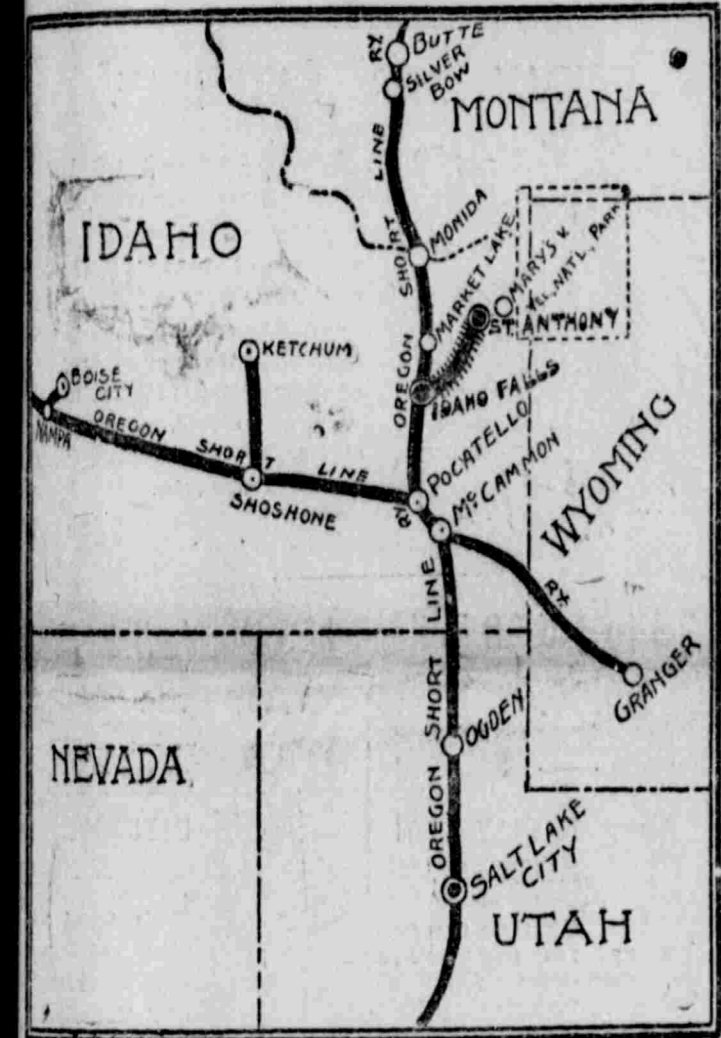 BUTTE
SILVER BOW
MONTANA
OREGON SHORT LINE RY
IDAHO
MONIDA
MARKET LAKE
MARYSV
YEL. NATL. PARK
ST. ANTHONY
KETCHUM
BOISE CITY
NAMPA
IDAHO FALLS
OREGON SHORT LINE RY
SHOSHONE
POCATELLO
McCAMMON
WYOMING
RY.
GRANGER
NEVADA
OREGON SHORT LINE
OGDEN
SALT LAKE
CITY
UTAH